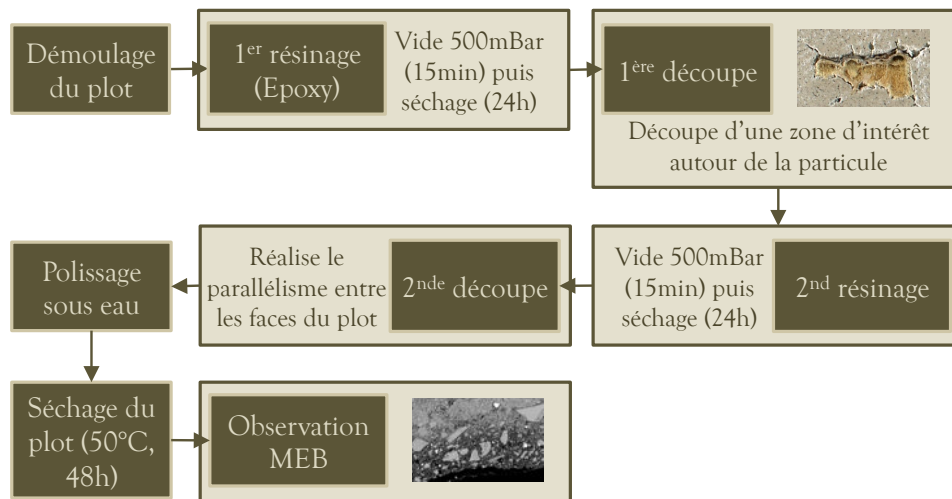 Démoulage
du plot
1er résinage
(Epoxy)
Vide 500mBar
(15min) puis
séchage (24h)
1ère découpe
Découpe d'une zone d'intérêt
autour de la particule
Vide 500mBar
(15min) puis
séchage (24h)
2nd résinage
Réalise le
parallélisme entre
les faces du plot
2nde découpe
Polissage
sous eau
Séchage du
plot (50°C,
48h)
Observation
MEB